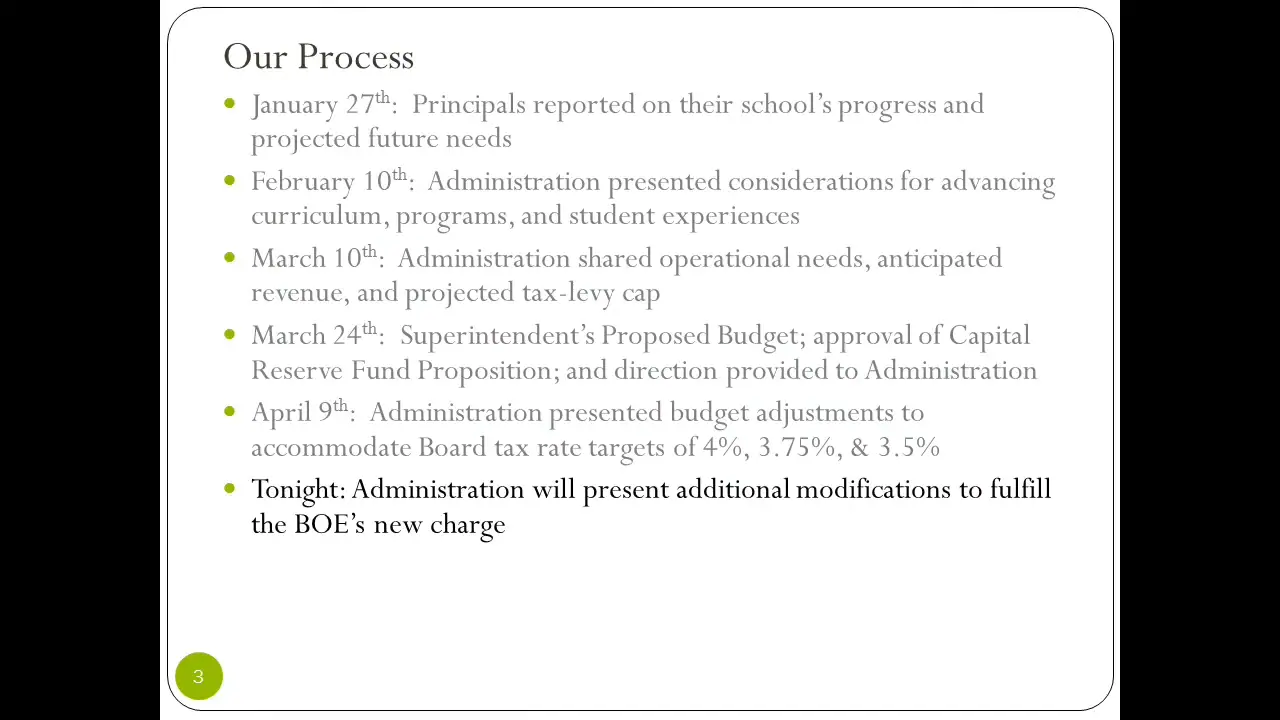 Our Process
• January 27th: Principals reported on their school's progress and
projected future needs
• February 10th: Administration presented considerations for advancing
curriculum, programs, and student experiences
• March 10th: Administration shared operational needs, anticipated
revenue, and projected tax-levy cap
• March 24th: Superintendent's Proposed Budget; approval of Capital
Reserve Fund Proposition; and direction provided to Administration
• April 9th: Administration presented budget adjustments to
accommodate Board tax rate targets of 4%, 3.75%, & 3.5%
• Tonight: Administration will present additional modifications to fulfill
the BOE's new charge
3